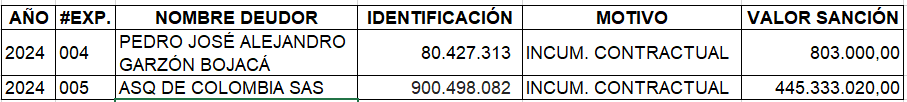 AÑO #EXP. NOMBRE DEUDOR IDENTIFICACIÓN MOTIVO VALOR SANCIÓN
2024 004 PEDRO JOSÉ ALEJANDRO GARZÓN BOJACÁ 80.427.313 INCUM. CONTRACTUAL 803.000,00
2024 005 ASQ DE COLOMBIA SAS 900.498.082 INCUM. CONTRACTUAL 445.333.020,00